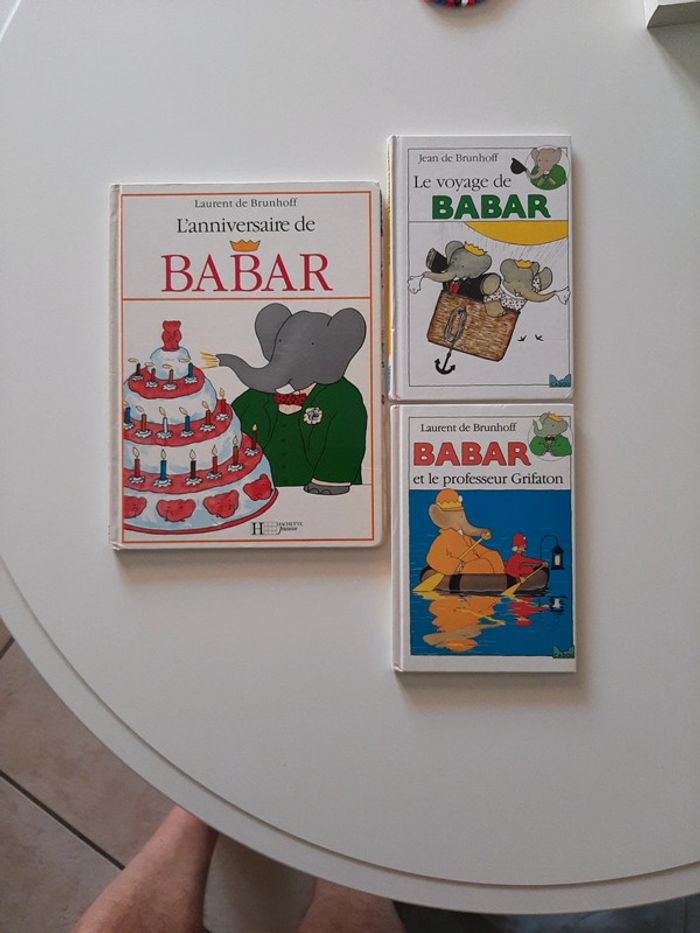 Laurent de Brunhoff
L'anniversaire de
BABAR
H HACHETTE
Jeunesse
Jean de Brunhoff
Le voyage de
BABAR
Laurent de Brunhoff
BABAR
et le professeur Grifaton